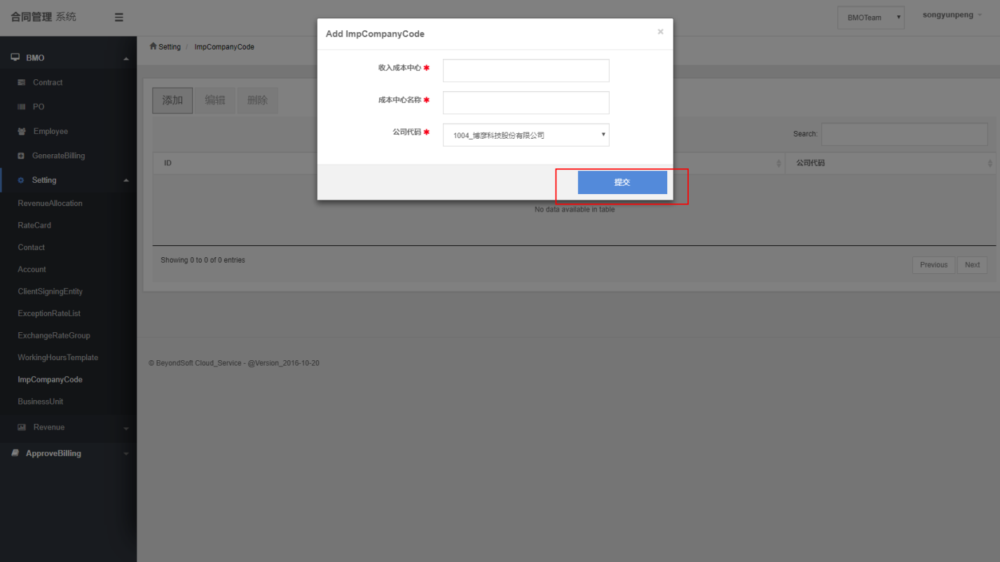 合同管理 系统
BMOTeam
songyunpeng
BMO
Contract
PO
Employee
GenerateBilling
Setting
RevenueAllocation
RateCard
Contact
Account
ClientSigningEntity
ExceptionRateList
ExchangeRateGroup
WorkingHoursTemplate
ImpCompanyCode
BusinessUnit
Revenue
ApproveBilling
Setting / ImpCompanyCode
添加 编辑 删除
Search:
ID 公司代码
No data available in table
Showing 0 to 0 of 0 entries
Previous Next
© BeyondSoft Cloud_Service - @Version_2016-10-20
Add ImpCompanyCode ×
收入成本中心 ✱
成本中心名称 ✱
公司代码 ✱ 1004_博彦科技股份有限公司
提交